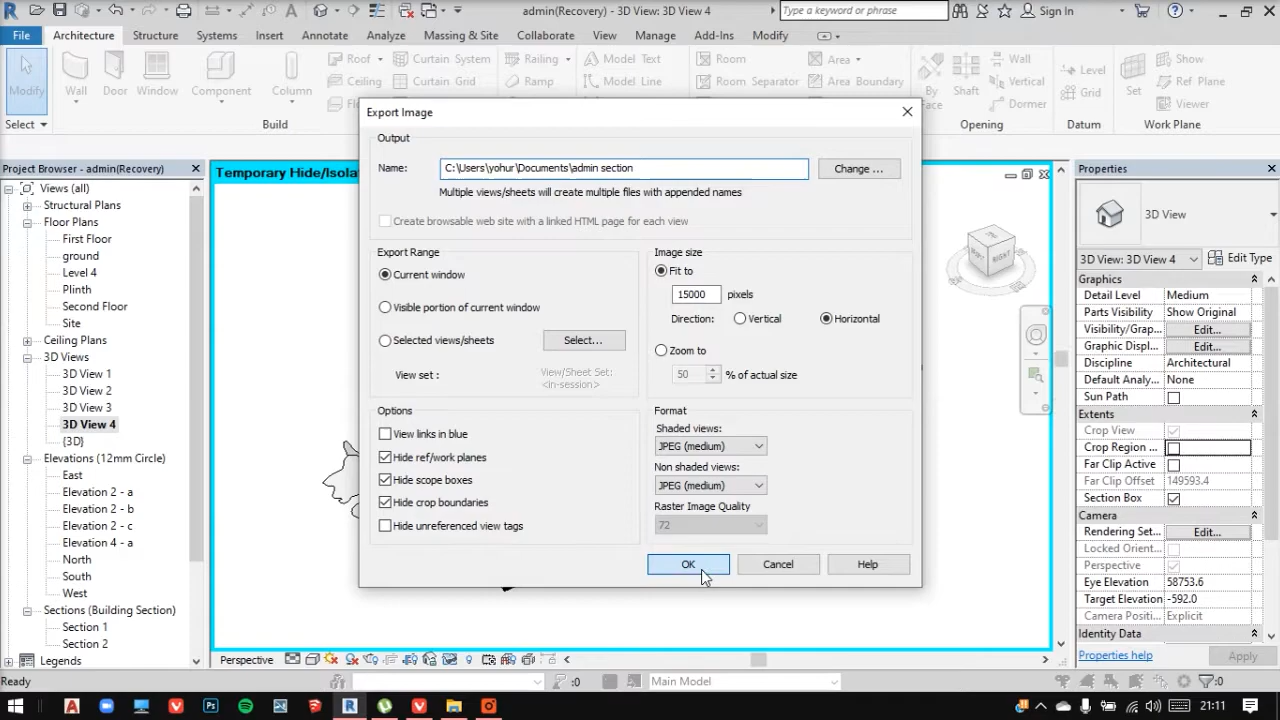 admin(Recovery) - 3D View: 3D View 4
Type a keyword or phrase
Sign In
File
Architecture
Structure
Systems
Insert
Annotate
Analyze
Massing & Site
Collaborate
View
Manage
Add-Ins
Modify
Modify
Wall
Door
Window
Component
Column
Roof
Ceiling
Curtain System
Curtain Grid
Railing
Ramp
Model Text
Model Line
Room
Room Separator
Area
Area Boundary
By
Face
Shaft
Wall
Vertical
Dormer
Level
Grid
Set
Show
Ref Plane
Viewer
Select
Build
Opening
Datum
Work Plane
Project Browser - admin(Recovery)
Views (all)
Structural Plans
Floor Plans
First Floor
ground
Level 4
Plinth
Second Floor
Site
Ceiling Plans
3D Views
3D View 1
3D View 2
3D View 3
3D View 4
{3D}
Elevations (12mm Circle)
East
Elevation 2 - a
Elevation 2 - b
Elevation 2 - c
Elevation 4 - a
North
South
West
Sections (Building Section)
Section 1
Section 2
Legends
Temporary Hide/Isola
Export Image
Output
Name:
C:\Users\yohur\Documents\admin section
Change ...
Multiple views/sheets will create multiple files with appended names
Create browsable web site with a linked HTML page for each view
Export Range
Current window
Visible portion of current window
Selected views/sheets
Select...
View set :
View/Sheet Set:
<in-session>
Image size
Fit to
15000 pixels
Direction:
Vertical
Horizontal
Zoom to
50 % of actual size
Options
View links in blue
Hide ref/work planes
Hide scope boxes
Hide crop boundaries
Hide unreferenced view tags
Format
Shaded views:
JPEG (medium)
Non shaded views:
JPEG (medium)
Raster Image Quality
72
OK
Cancel
Help
RIGHT
Properties
3D View
3D View: 3D View 4
Edit Type
Graphics
Detail Level Medium
Parts Visibility Show Original
Visibility/Grap... Edit...
Graphic Displ... Edit...
Discipline Architectural
Default Analy... None
Sun Path
Extents
Crop View
Crop Region ...
Far Clip Active
Far Clip Offset 149593.4
Section Box
Camera
Rendering Set... Edit...
Locked Orient...
Perspective
Eye Elevation 58753.6
Target Elevation -592.0
Camera Positi... Explicit
Identity Data
Properties help
Apply
Perspective
Ready
:0
Main Model
:0
21:11